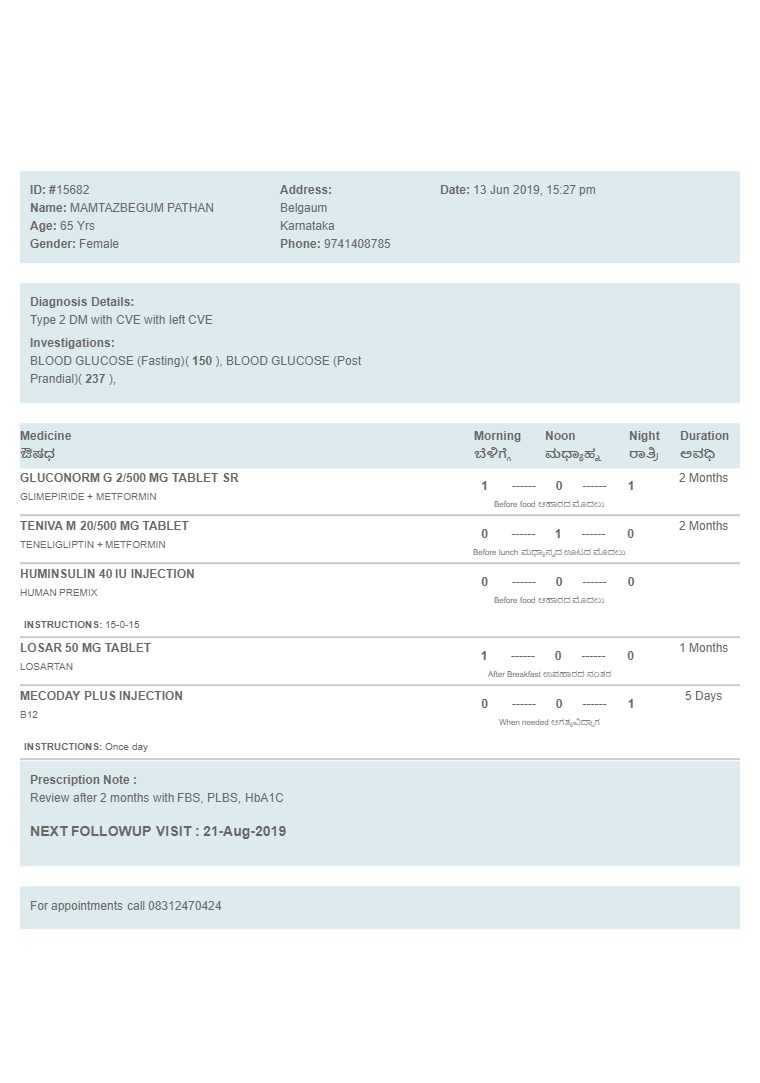 ID: #15682
Name: MAMTAZBEGUM PATHAN
Age: 65 Yrs
Gender: Female
Address:
Belgaum
Karnataka
Phone: 9741408785
Date: 13 Jun 2019, 15:27 pm
Diagnosis Details:
Type 2 DM with CVE with left CVE
Investigations:
BLOOD GLUCOSE (Fasting)( 150 ), BLOOD GLUCOSE (Post
Prandial)( 237 ),
Medicine Morning Noon Night Duration
ಔಷಧ ಬೆಳಿಗ್ಗೆ ಮಧ್ಯಾಹ್ನ ರಾತ್ರಿ ಅವಧಿ
GLUCONORM G 2/500 MG TABLET SR 1 ------ 0 ------ 1 2 Months
GLIMEPIRIDE + METFORMIN
Before food ಆಹಾರದ ಮೊದಲು
TENIVA M 20/500 MG TABLET 0 ------ 1 ------ 0 2 Months
TENELIGLIPTIN + METFORMIN
Before lunch ಮಧ್ಯಾನ್ನದ ಊಟದ ಮೊದಲು
HUMINSULIN 40 IU INJECTION 0 ------ 0 ------ 0
HUMAN PREMIX
Before food ಆಹಾರದ ಮೊದಲು
INSTRUCTIONS: 15-0-15
LOSAR 50 MG TABLET 1 ------ 0 ------ 0 1 Months
LOSARTAN
After Breakfast ಉಪಹಾರದ ನಂತರ
MECODAY PLUS INJECTION 0 ------ 0 ------ 1 5 Days
B12
When needed ಅಗತ್ಯವಿದ್ದಾಗ
INSTRUCTIONS: Once day
Prescription Note :
Review after 2 months with FBS, PLBS, HbA1C
NEXT FOLLOWUP VISIT : 21-Aug-2019
For appointments call 08312470424